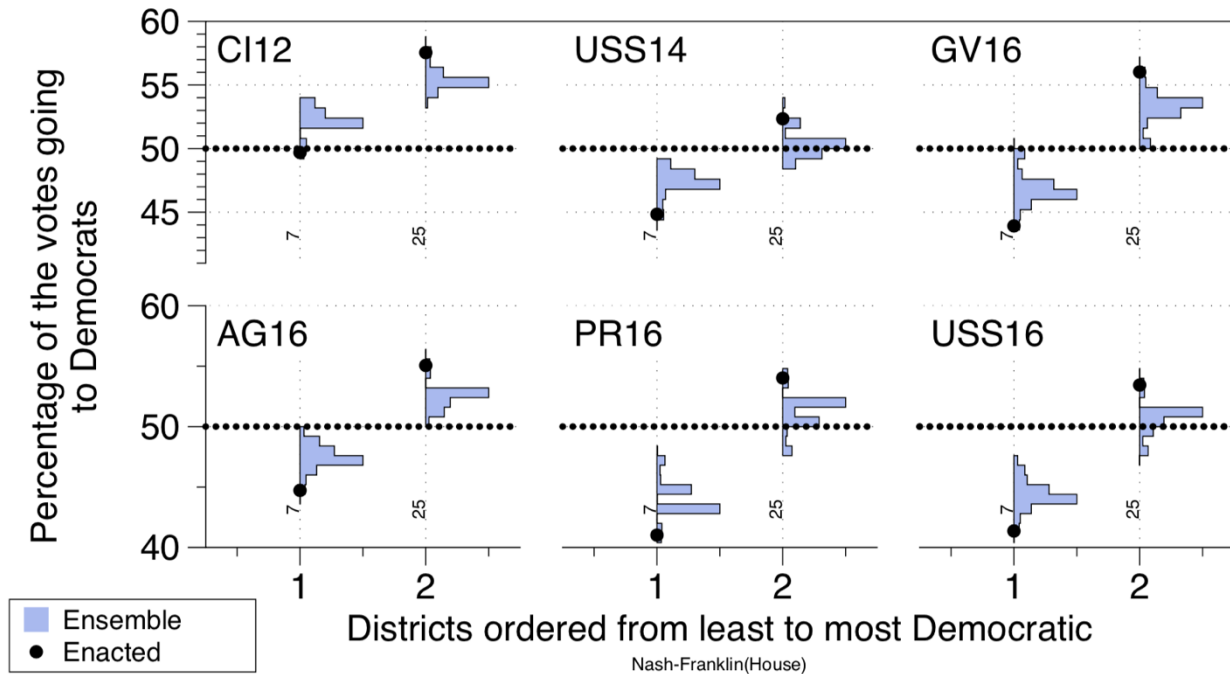 Percentage of the votes going
to Democrats
60
55
50
45
CI12
7
25
USS14
7
25
GV16
7
25
60
50
40
AG16
7
25
PR16
7
25
USS16
7
25
1 2 1 2 1 2
Districts ordered from least to most Democratic
Nash-Franklin(House)
Ensemble
Enacted